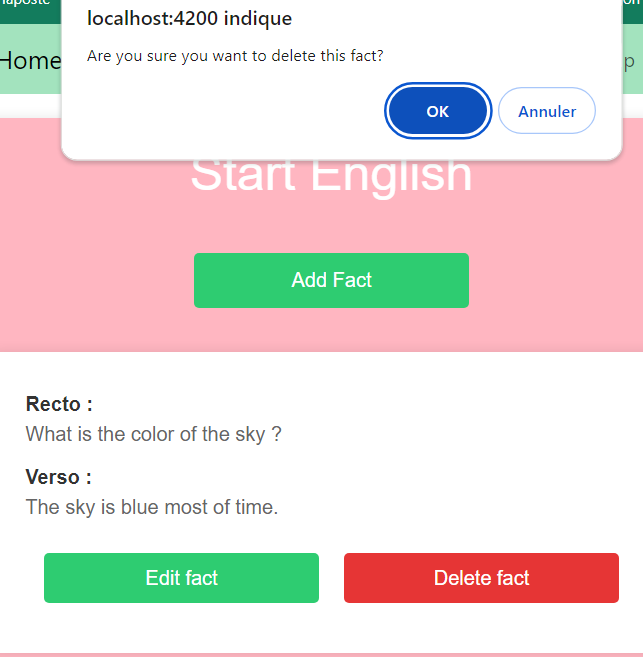 localhost:4200 indique
Are you sure you want to delete this fact?
OK
Annuler
Home
Start English
Add Fact
Recto :
What is the color of the sky ?
Verso :
The sky is blue most of time.
Edit fact
Delete fact